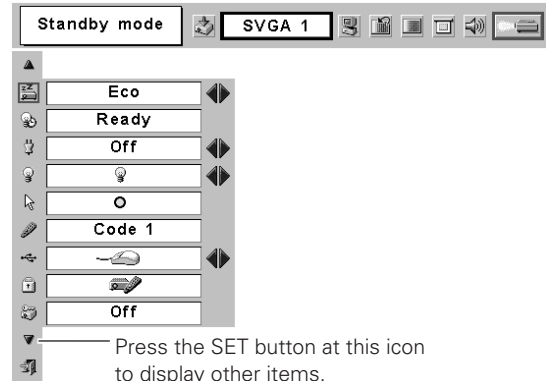 Standby mode
SVGA 1
Eco
Ready
Off
Code 1
Off
Press the SET button at this icon
to display other items.